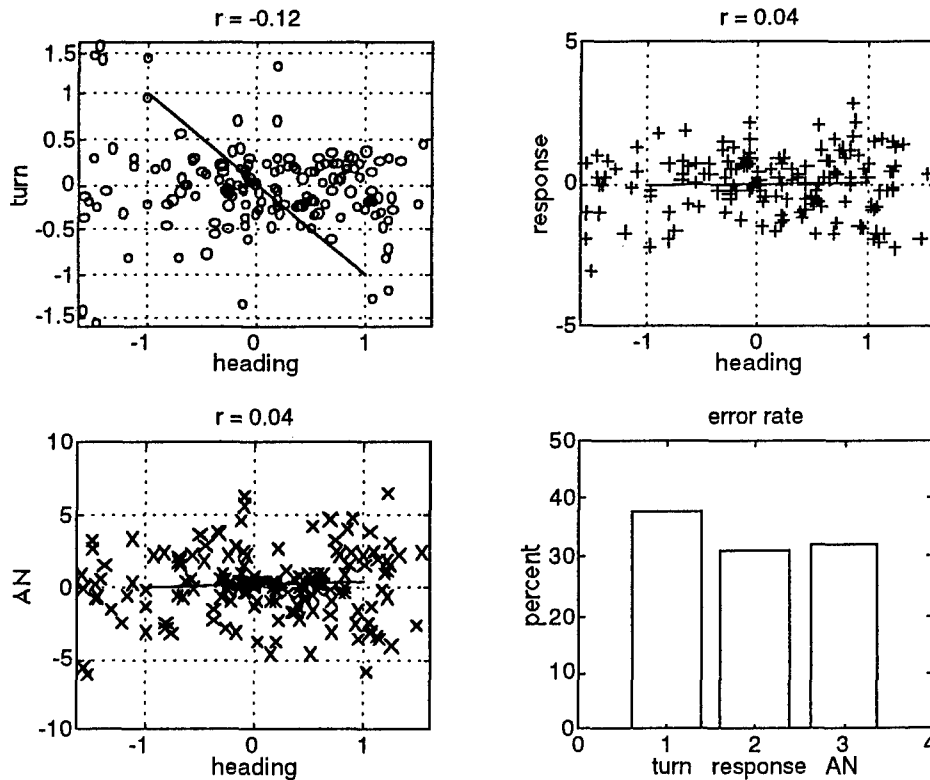 r = -0.12
1.5
1
0.5
0
-0.5
-1
-1.5
turn
-1 0 1
heading
r = 0.04
5
0
-5
response
-1 0 1
heading
r = 0.04
10
5
0
-5
-10
AN
-1 0 1
heading
error rate
50
40
30
20
10
0
percent
0 1 2 3 4
turn response AN